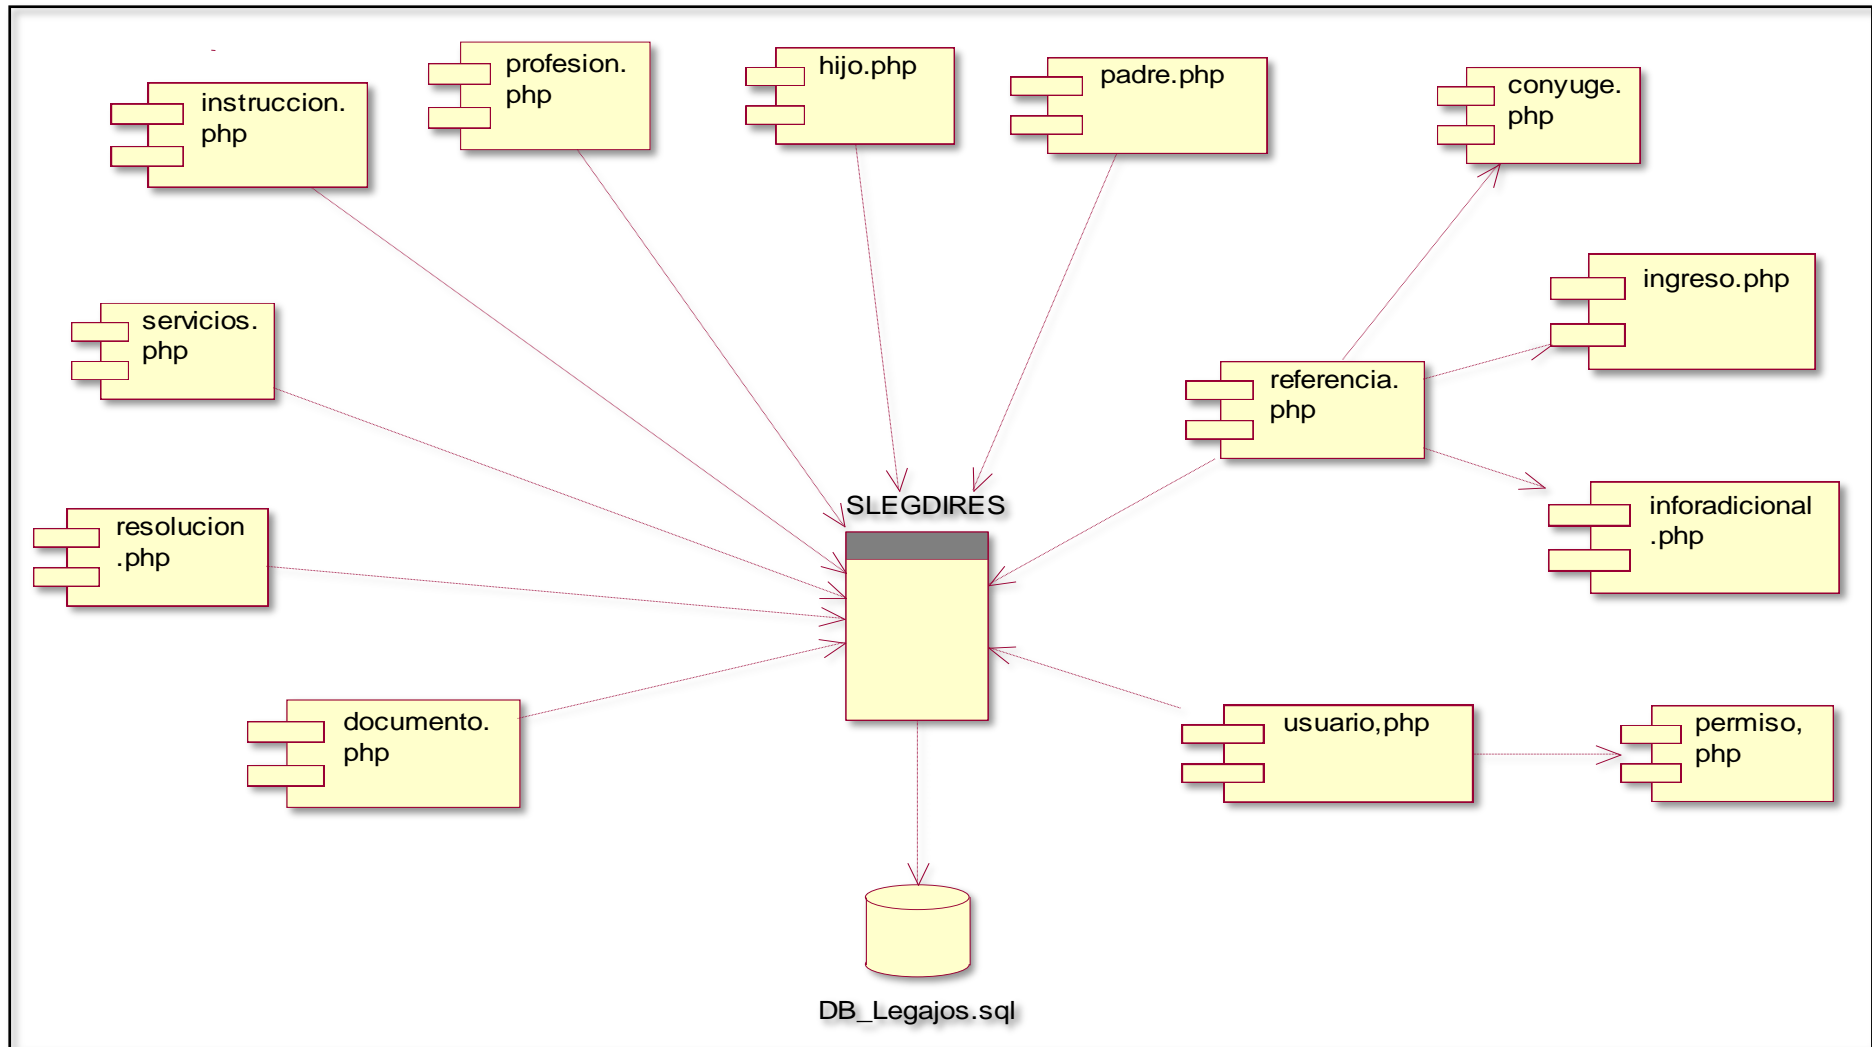 profesion.
php
hijo.php
padre.php
conyuge.
php
instruccion.
php
ingreso.php
servicios.
php
referencia.
php
SLEGDIRES
inforadicional
.php
resolucion
.php
documento.
php
usuario,php
permiso,
php
DB_Legajos.sql